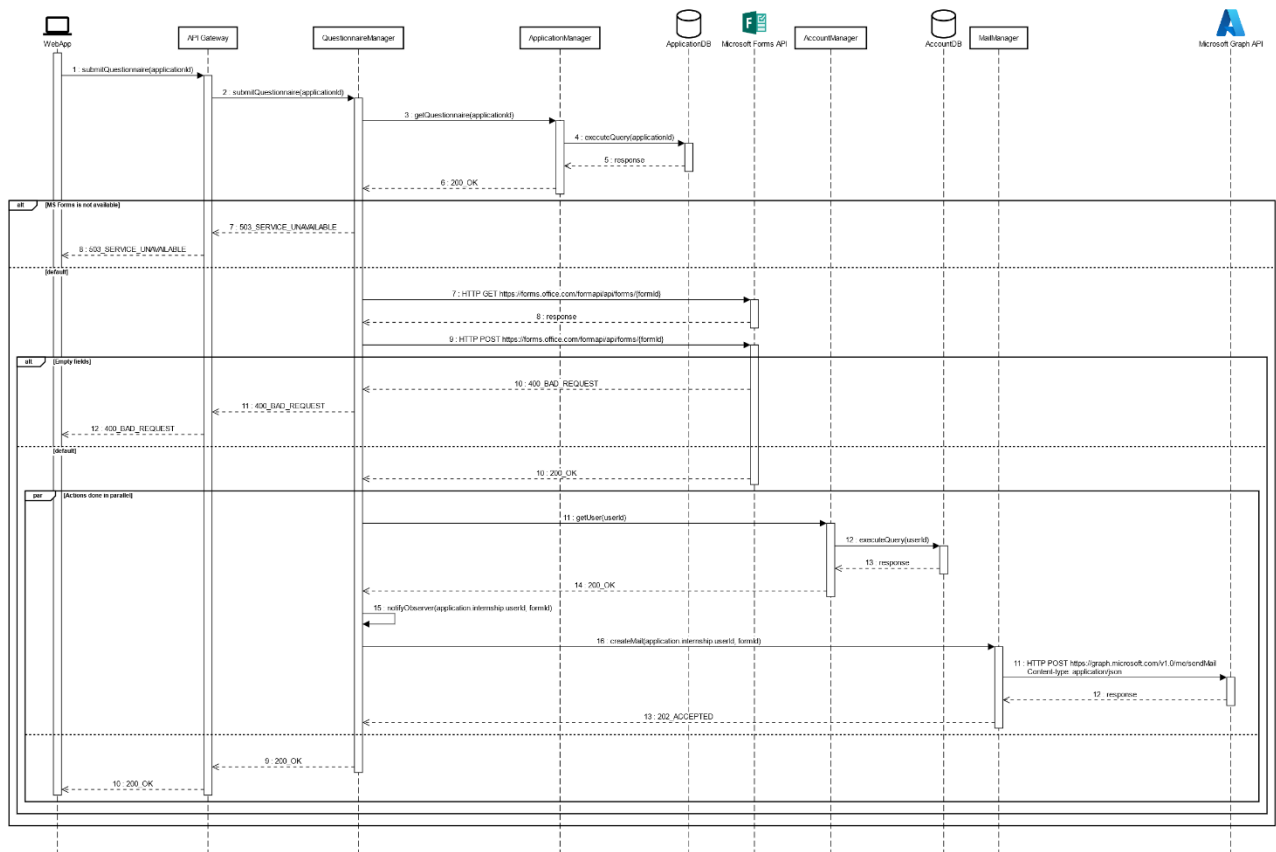 WebApp
API Gateway
QuestionnaireManager
ApplicationManager
ApplicationDB
Microsoft Forms API
AccountManager
AccountDB
MailManager
Microsoft Graph API
1 : submitQuestionnaire(applicationId)
2 : submitQuestionnaire(applicationId)
3 : getQuestionnaire(applicationId)
4 : executeQuery(applicationId)
5 : response
6 : 200_OK
alt
[MS Forms is not available]
7 : 503_SERVICE_UNAVAILABLE
8 : 503_SERVICE_UNAVAILABLE
[default]
7 : HTTP GET https://forms.office.com/formapi/api/forms/{formId}
8 : response
9 : HTTP POST https://forms.office.com/formapi/api/forms/{formId}
alt
[Empty fields]
10 : 400_BAD_REQUEST
11 : 400_BAD_REQUEST
12 : 400_BAD_REQUEST
[default]
10 : 200_OK
par
[Actions done in parallel]
11 : getUser(userId)
12 : executeQuery(userId)
13 : response
14 : 200_OK
15 : notifyObserver(application.internship.userId, formId)
16 : createMail(application.internship.userId, formId)
11 : HTTP POST https://graph.microsoft.com/v1.0/me/sendMail
Content-type: application/json
12 : response
13 : 202_ACCEPTED
9 : 200_OK
10 : 200_OK